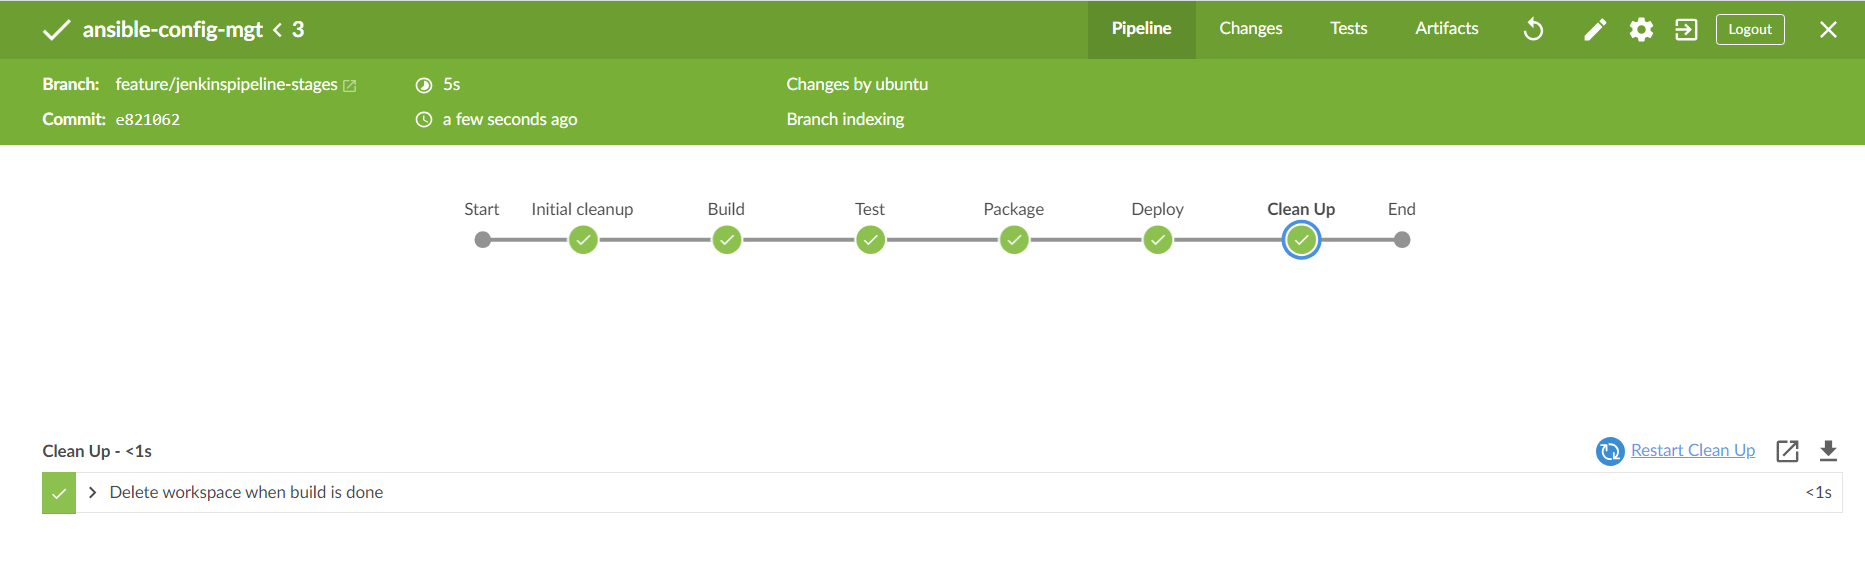 ansible-config-mgt < 3
Pipeline
Changes
Tests
Artifacts
Logout
Branch: feature/jenkinspipeline-stages
5s
Changes by ubuntu
Commit: e821062
a few seconds ago
Branch indexing
Start
Initial cleanup
Build
Test
Package
Deploy
Clean Up
End
Clean Up - <1s
Restart Clean Up
Delete workspace when build is done
<1s